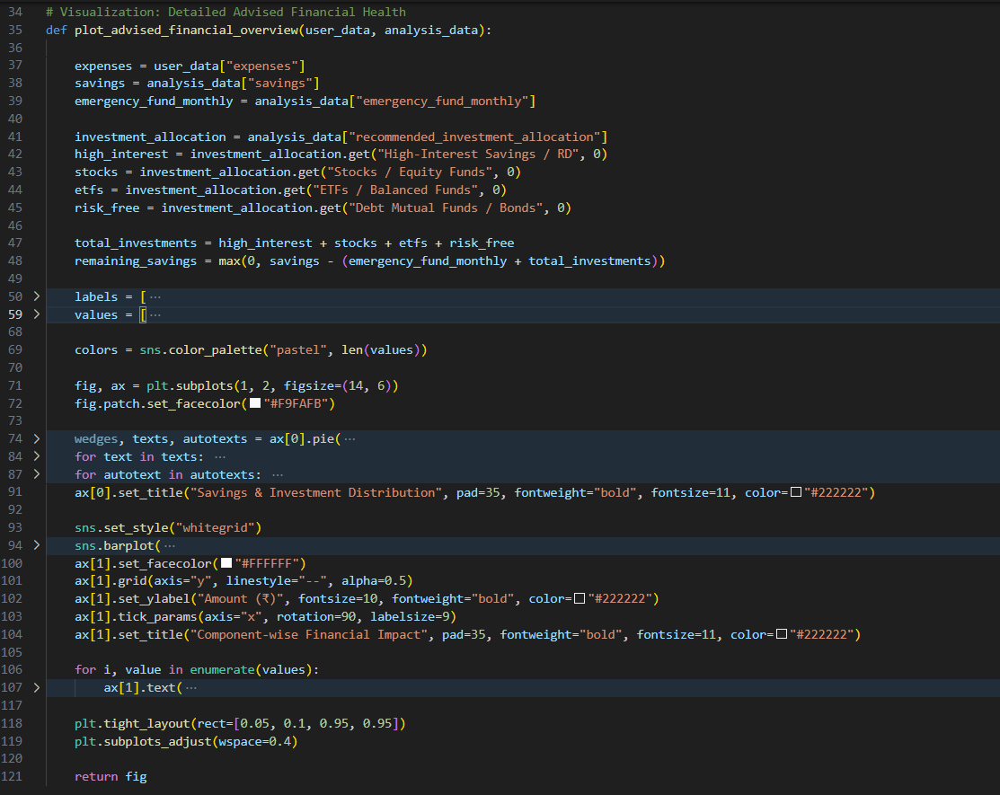 34 # Visualization: Detailed Advised Financial Health
35 def plot_advised_financial_overview(user_data, analysis_data):
36
37     expenses = user_data["expenses"]
38     savings = analysis_data["savings"]
39     emergency_fund_monthly = analysis_data["emergency_fund_monthly"]
40
41     investment_allocation = analysis_data["recommended_investment_allocation"]
42     high_interest = investment_allocation.get("High-Interest Savings / RD", 0)
43     stocks = investment_allocation.get("Stocks / Equity Funds", 0)
44     etfs = investment_allocation.get("ETFs / Balanced Funds", 0)
45     risk_free = investment_allocation.get("Debt Mutual Funds / Bonds", 0)
46
47     total_investments = high_interest + stocks + etfs + risk_free
48     remaining_savings = max(0, savings - (emergency_fund_monthly + total_investments))
49
50 >     labels = [ ⋯
59 >     values = [ ⋯
68
69     colors = sns.color_palette("pastel", len(values))
70
71     fig, ax = plt.subplots(1, 2, figsize=(14, 6))
72     fig.patch.set_facecolor("#F9FAFB")
73
74 >     wedges, texts, autotexts = ax[0].pie( ⋯
84 >     for text in texts: ⋯
87 >     for autotext in autotexts: ⋯
91     ax[0].set_title("Savings & Investment Distribution", pad=35, fontweight="bold", fontsize=11, color="#222222")
92
93     sns.set_style("whitegrid")
94 >     sns.barplot( ⋯
100     ax[1].set_facecolor("#FFFFFF")
101     ax[1].grid(axis="y", linestyle="--", alpha=0.5)
102     ax[1].set_ylabel("Amount (₹)", fontsize=10, fontweight="bold", color="#222222")
103     ax[1].tick_params(axis="x", rotation=90, labelsize=9)
104     ax[1].set_title("Component-wise Financial Impact", pad=35, fontweight="bold", fontsize=11, color="#222222")
105
106     for i, value in enumerate(values):
107 >         ax[1].text( ⋯
117
118     plt.tight_layout(rect=[0.05, 0.1, 0.95, 0.95])
119     plt.subplots_adjust(wspace=0.4)
120
121     return fig